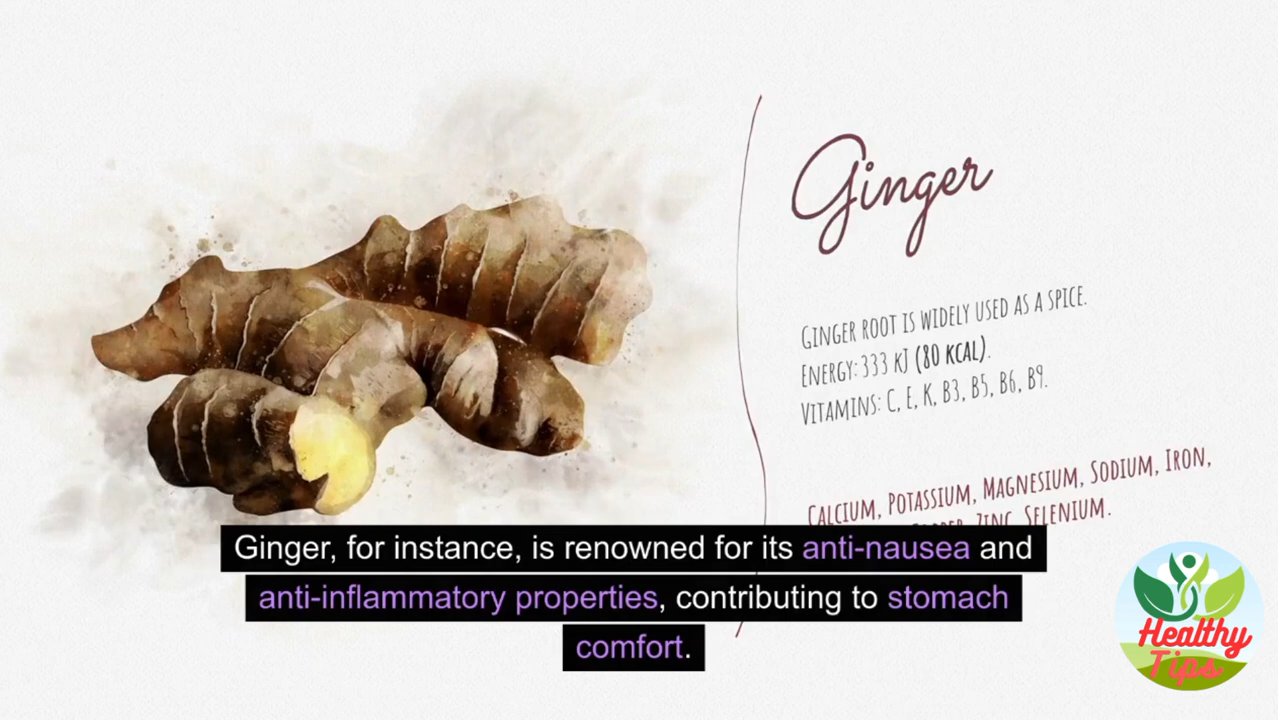 Ginger
GINGER ROOT IS WIDELY USED AS A SPICE.
ENERGY: 333 KJ (80 KCAL).
VITAMINS: C, E, K, B3, B5, B6, B9.
CALCIUM, POTASSIUM, MAGNESIUM, SODIUM, IRON,
ZINC, SELENIUM.
Ginger, for instance, is renowned for its anti-nausea and
anti-inflammatory properties, contributing to stomach
comfort.
Healthy
Tips